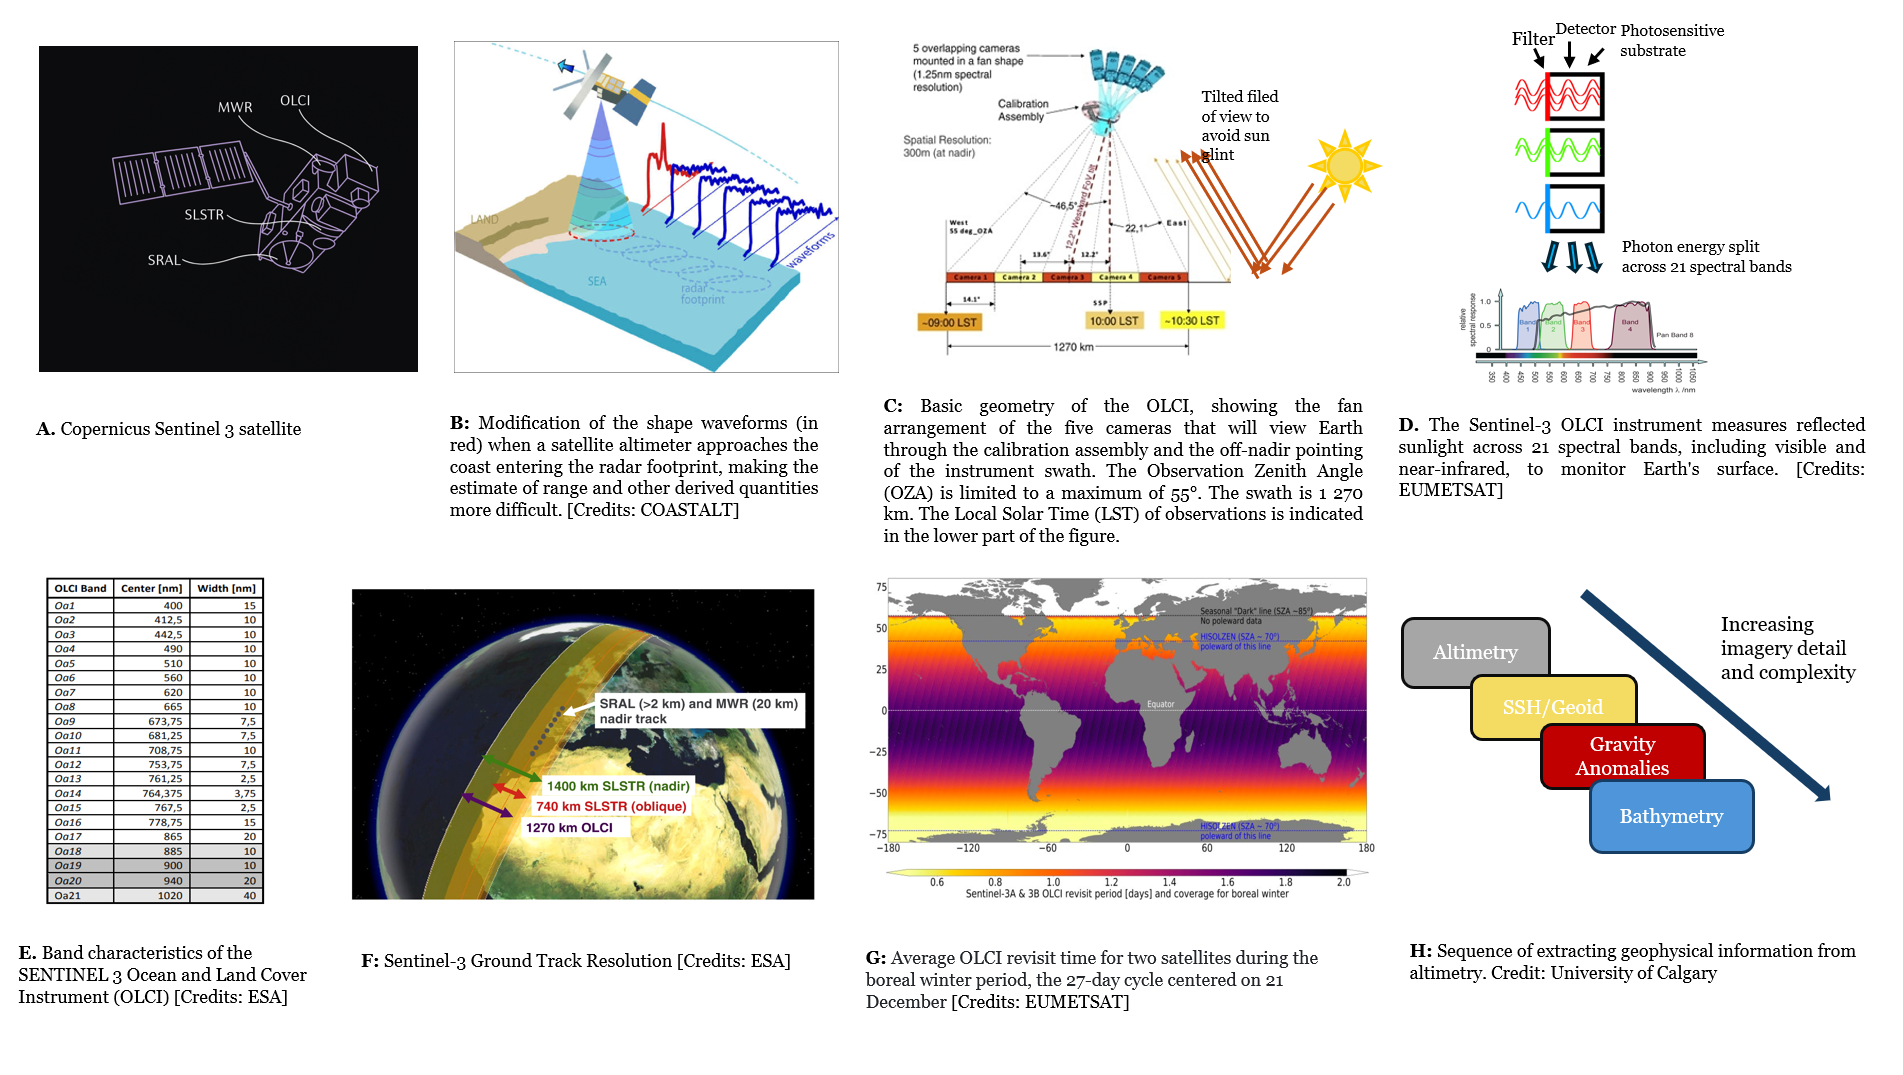 MWR
OLCI
SLSTR
SRAL
A. Copernicus Sentinel 3 satellite
LAND
SEA
radar
footprint
waveforms
B: Modification of the shape waveforms (in
red) when a satellite altimeter approaches the
coast entering the radar footprint, making the
estimate of range and other derived quantities
more difficult. [Credits: COASTALT]
5 overlapping cameras
mounted in a fan shape
(1.25nm spectral
resolution)
Calibration
Assembly
Spatial Resolution:
300m (at nadir)
Tilted filed
of view to
avoid sun
glint
~46,5°
12.2° Westward FoV tilt
22,1°
East
West
55 deg_OZA
13.6°
12.2°
Camera 1
Camera 2
Camera 3
Camera 4
Camera 5
14.1°
SSP
~09:00 LST
10:00 LST
~10:30 LST
1270 km
C: Basic geometry of the OLCI, showing the fan
arrangement of the five cameras that will view Earth
through the calibration assembly and the off-nadir pointing
of the instrument swath. The Observation Zenith Angle
(OZA) is limited to a maximum of 55°. The swath is 1 270
km. The Local Solar Time (LST) of observations is indicated
in the lower part of the figure.
Filter
Detector
Photosensitive
substrate
Photon energy split
across 21 spectral bands
relative
spectral response
1.0
0.5
0
Band
1
Band
2
Band
3
Band
4
Pan Band 8
350 400 450 500 550 600 650 700 750 800 850 900 950 1000 1050
wavelength λ /nm
D. The Sentinel-3 OLCI instrument measures reflected
sunlight across 21 spectral bands, including visible and
near-infrared, to monitor Earth's surface. [Credits:
EUMETSAT]
OLCI Band Center [nm] Width [nm]
Oa1 400 15
Oa2 412,5 10
Oa3 442,5 10
Oa4 490 10
Oa5 510 10
Oa6 560 10
Oa7 620 10
Oa8 665 10
Oa9 673,75 7,5
Oa10 681,25 7,5
Oa11 708,75 10
Oa12 753,75 7,5
Oa13 761,25 2,5
Oa14 764,375 3,75
Oa15 767,5 2,5
Oa16 778,75 15
Oa17 865 20
Oa18 885 10
Oa19 900 10
Oa20 940 20
Oa21 1020 40
E. Band characteristics of the
SENTINEL 3 Ocean and Land Cover
Instrument (OLCI) [Credits: ESA]
SRAL (>2 km) and MWR (20 km)
nadir track
1400 km SLSTR (nadir)
740 km SLSTR (oblique)
1270 km OLCI
F: Sentinel-3 Ground Track Resolution [Credits: ESA]
75
50
25
0
−25
−50
−75
Seasonal "Dark" line (SZA ~85°)
No poleward data
HISOLZEN (SZA ~ 70°)
poleward of this line
Equator
HISOLZEN (SZA ~ 70°)
poleward of this line
−180 −120 −60 0 60 120 180
0.6 0.8 1.0 1.2 1.4 1.6 1.8 2.0
Sentinel-3A & 3B OLCI revisit period [days] and coverage for boreal winter
G: Average OLCI revisit time for two satellites during the
boreal winter period, the 27-day cycle centered on 21
December [Credits: EUMETSAT]
Altimetry
SSH/Geoid
Gravity
Anomalies
Bathymetry
Increasing
imagery detail
and complexity
H: Sequence of extracting geophysical information from
altimetry. Credit: University of Calgary